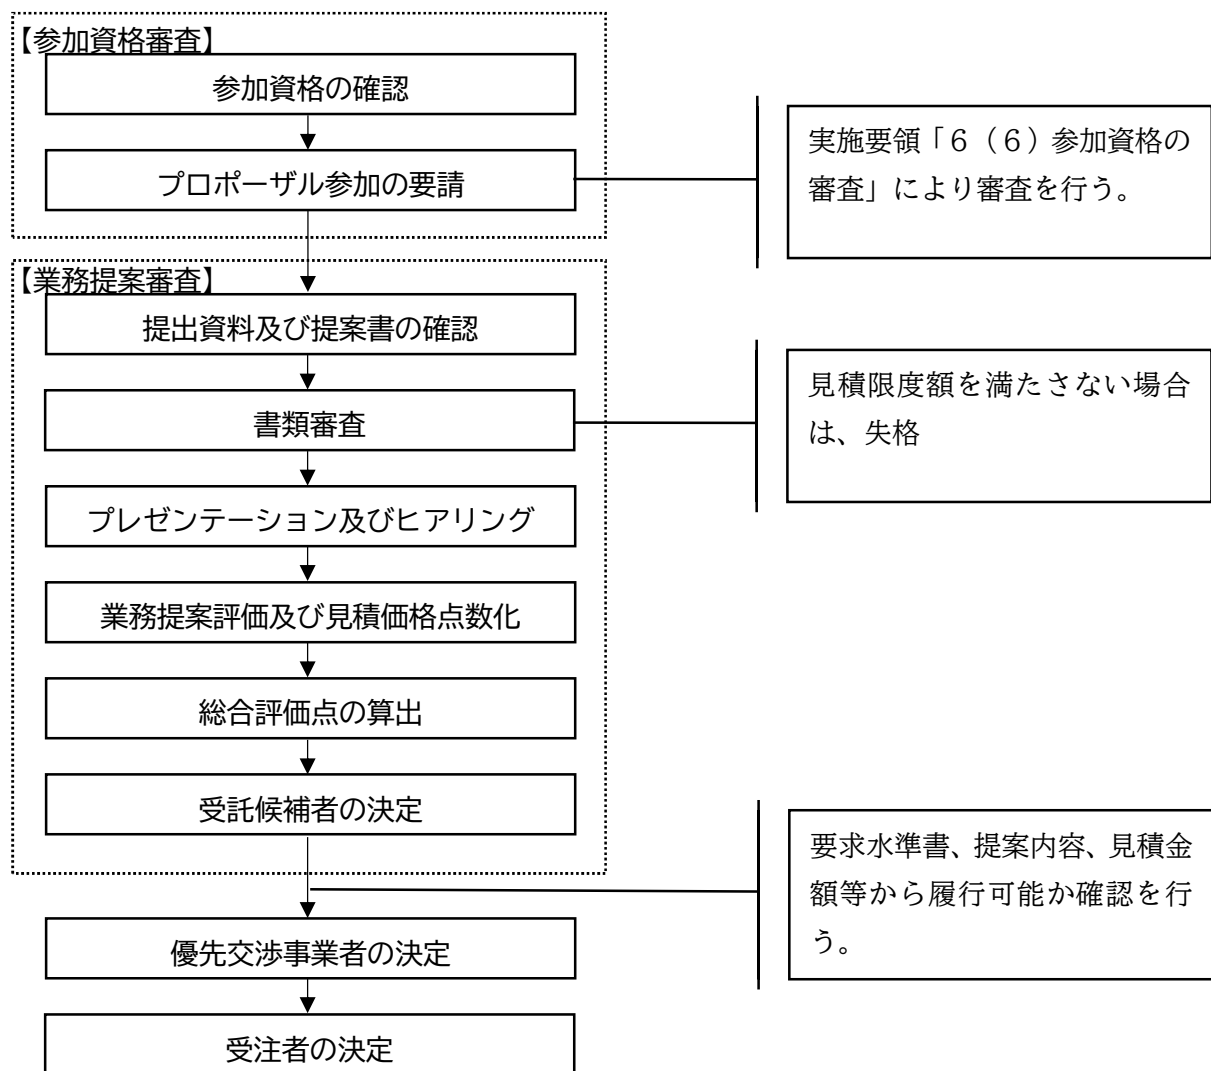 【参加資格審査】
参加資格の確認
プロポーザル参加の要請
実施要領「6（6）参加資格の
審査」により審査を行う。
【業務提案審査】
提出資料及び提案書の確認
書類審査
見積限度額を満たさない場合
は、失格
プレゼンテーション及びヒアリング
業務提案評価及び見積価格点数化
総合評価点の算出
受託候補者の決定
要求水準書、提案内容、見積金
額等から履行可能か確認を行
う。
優先交渉事業者の決定
受注者の決定